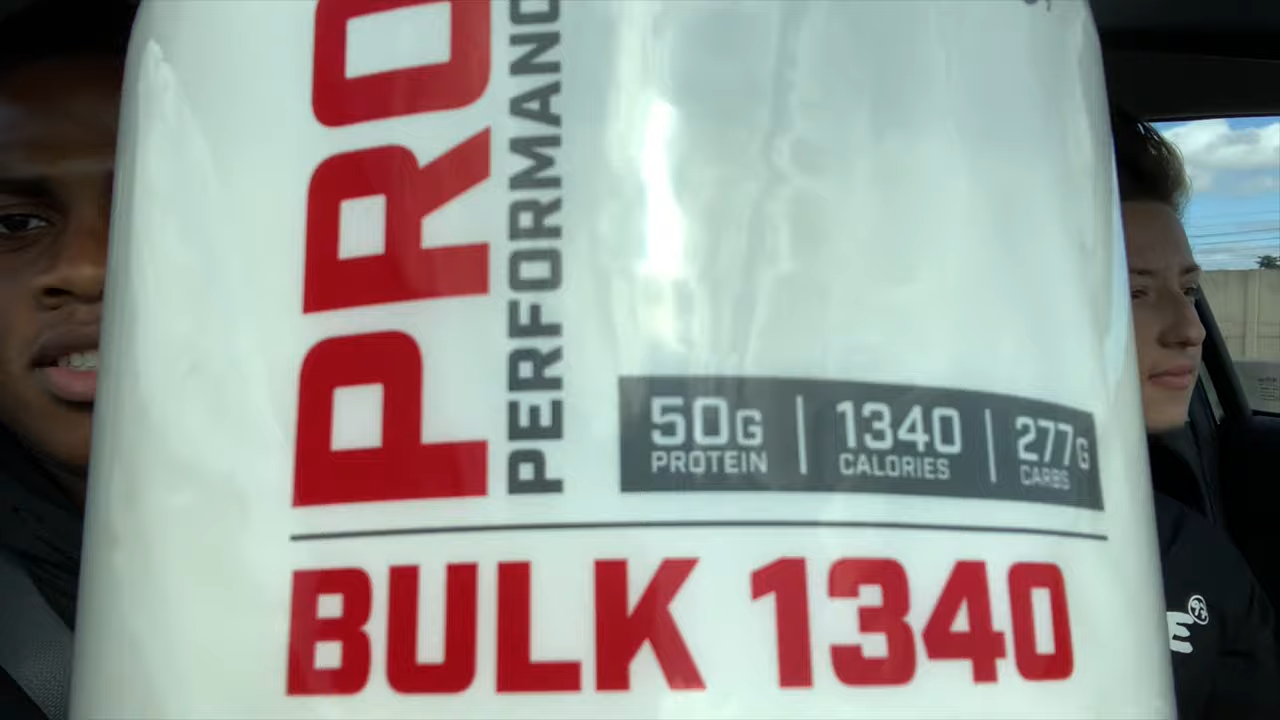 PRO
PERFORMANC
50G | 1340 | 277G
PROTEIN CALORIES CARBS
BULK 1340